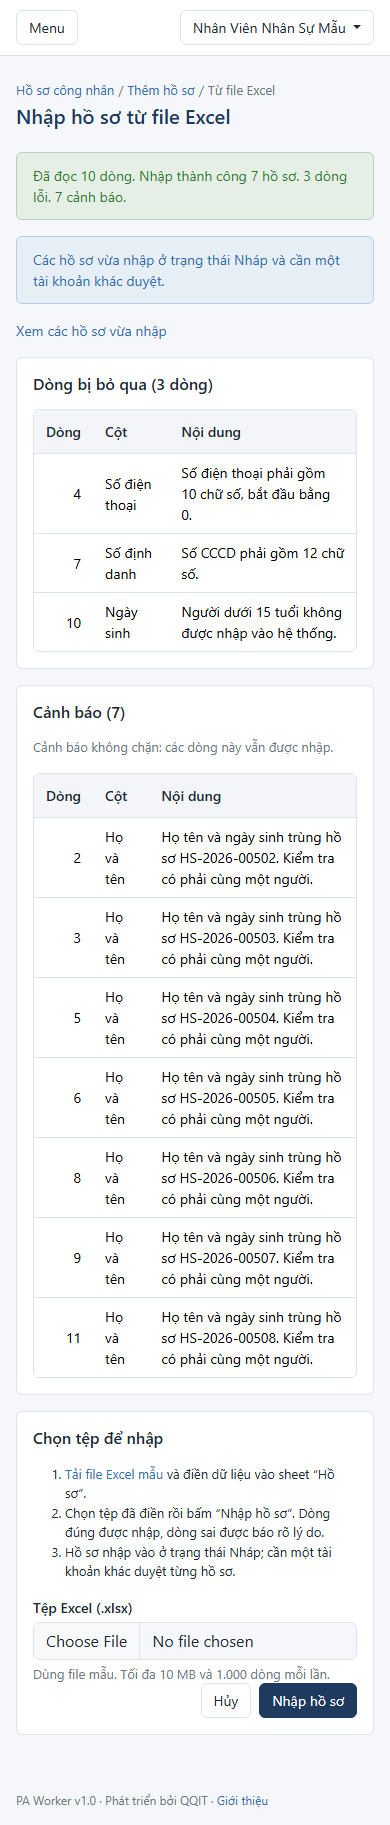 Menu
Nhân Viên Nhân Sự Mẫu
Hồ sơ công nhân / Thêm hồ sơ / Từ file Excel
Nhập hồ sơ từ file Excel
Đã đọc 10 dòng. Nhập thành công 7 hồ sơ. 3 dòng
lỗi. 7 cảnh báo.
Các hồ sơ vừa nhập ở trạng thái Nháp và cần một
tài khoản khác duyệt.
Xem các hồ sơ vừa nhập
Dòng bị bỏ qua (3 dòng)
Dòng Cột Nội dung
4 Số điện thoại Số điện thoại phải gồm 10 chữ số, bắt đầu bằng 0.
7 Số định danh Số CCCD phải gồm 12 chữ số.
10 Ngày sinh Người dưới 15 tuổi không được nhập vào hệ thống.
Cảnh báo (7)
Cảnh báo không chặn: các dòng này vẫn được nhập.
Dòng Cột Nội dung
2 Họ và tên Họ tên và ngày sinh trùng hồ sơ HS-2026-00502. Kiểm tra có phải cùng một người.
3 Họ và tên Họ tên và ngày sinh trùng hồ sơ HS-2026-00503. Kiểm tra có phải cùng một người.
5 Họ và tên Họ tên và ngày sinh trùng hồ sơ HS-2026-00504. Kiểm tra có phải cùng một người.
6 Họ và tên Họ tên và ngày sinh trùng hồ sơ HS-2026-00505. Kiểm tra có phải cùng một người.
8 Họ và tên Họ tên và ngày sinh trùng hồ sơ HS-2026-00506. Kiểm tra có phải cùng một người.
9 Họ và tên Họ tên và ngày sinh trùng hồ sơ HS-2026-00507. Kiểm tra có phải cùng một người.
11 Họ và tên Họ tên và ngày sinh trùng hồ sơ HS-2026-00508. Kiểm tra có phải cùng một người.
Chọn tệp để nhập
1. Tải file Excel mẫu và điền dữ liệu vào sheet "Hồ
sơ".
2. Chọn tệp đã điền rồi bấm "Nhập hồ sơ". Dòng
đúng được nhập, dòng sai được báo rõ lý do.
3. Hồ sơ nhập vào ở trạng thái Nháp; cần một tài
khoản khác duyệt từng hồ sơ.
Tệp Excel (.xlsx)
Choose File No file chosen
Dùng file mẫu. Tối đa 10 MB và 1.000 dòng mỗi lần.
Hủy Nhập hồ sơ
PA Worker v1.0 · Phát triển bởi QQIT · Giới thiệu